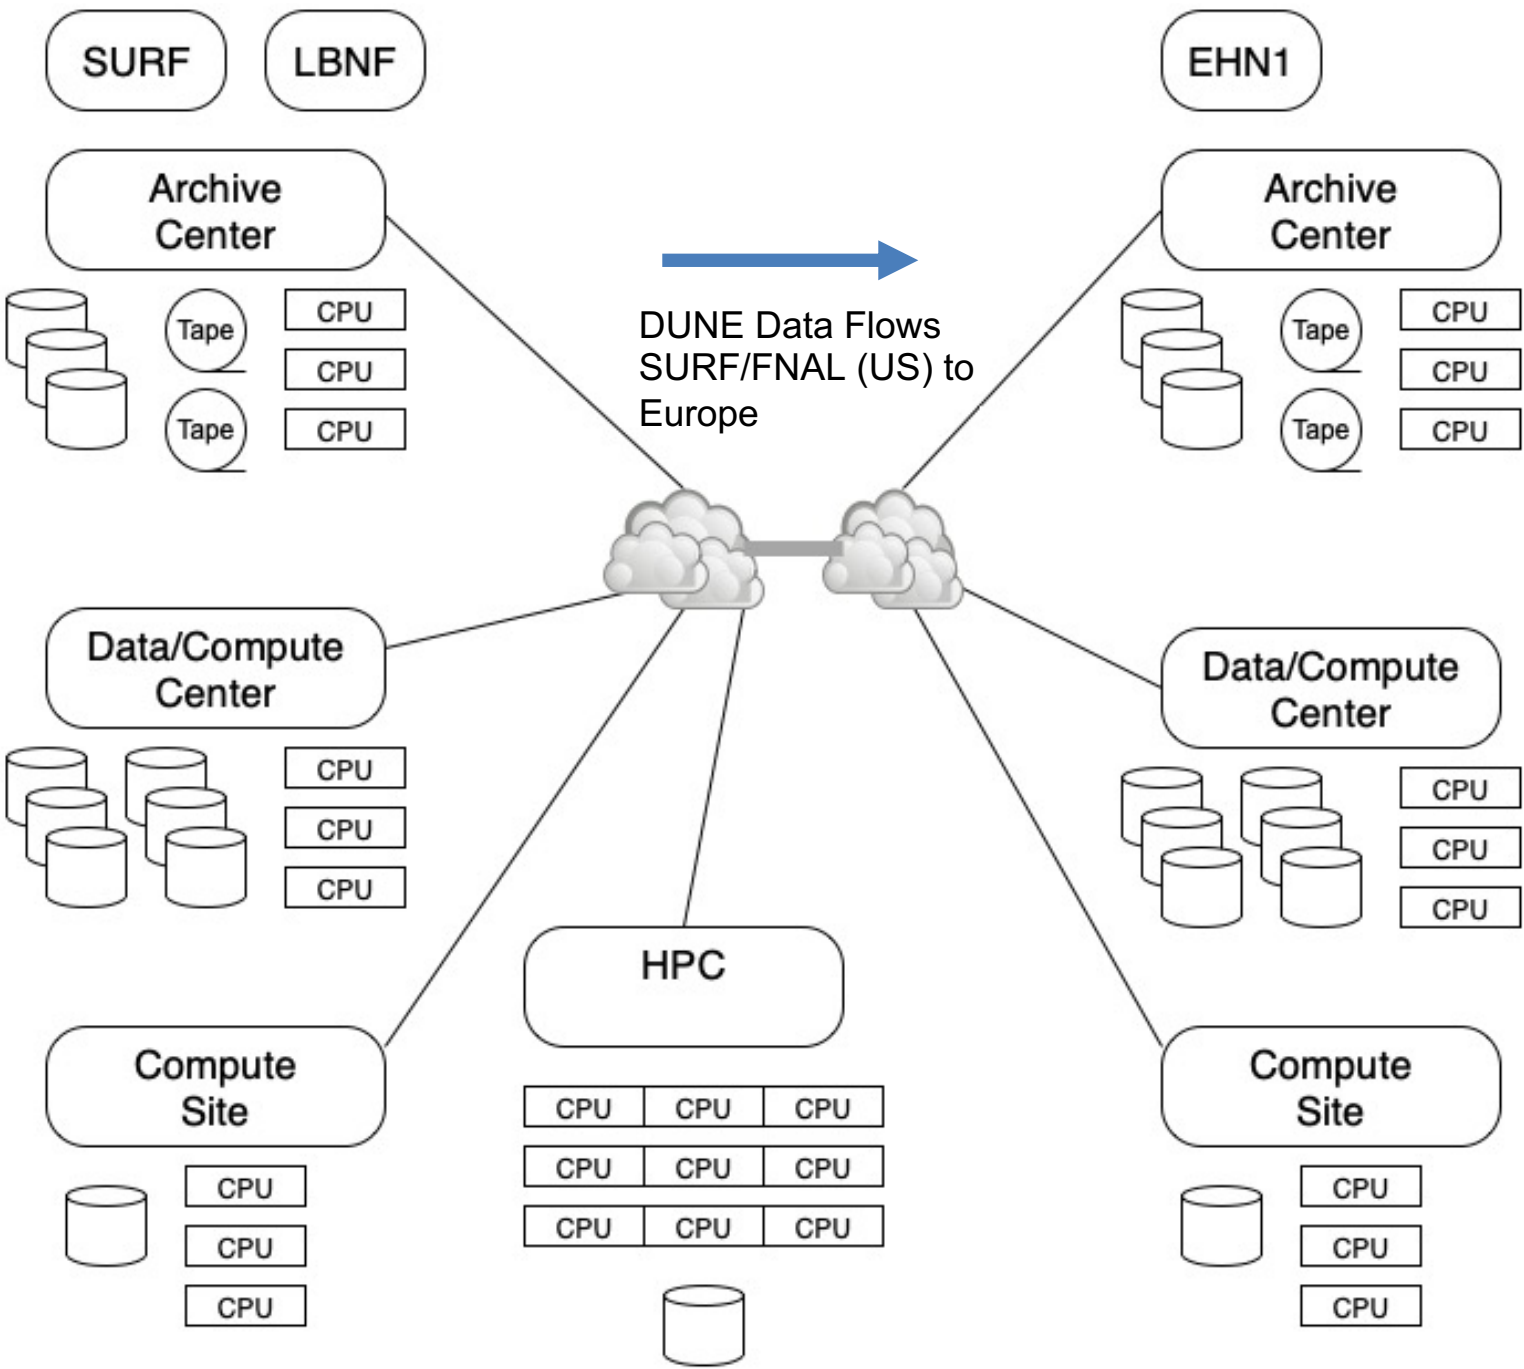 SURF
LBNF
EHN1
Archive
Center
Archive
Center
DUNE Data Flows
SURF/FNAL (US) to
Europe
Tape
Tape
CPU
CPU
CPU
Tape
Tape
CPU
CPU
CPU
Data/Compute
Center
CPU
CPU
CPU
Data/Compute
Center
CPU
CPU
CPU
HPC
CPU CPU CPU
CPU CPU CPU
CPU CPU CPU
Compute
Site
CPU
CPU
CPU
Compute
Site
CPU
CPU
CPU